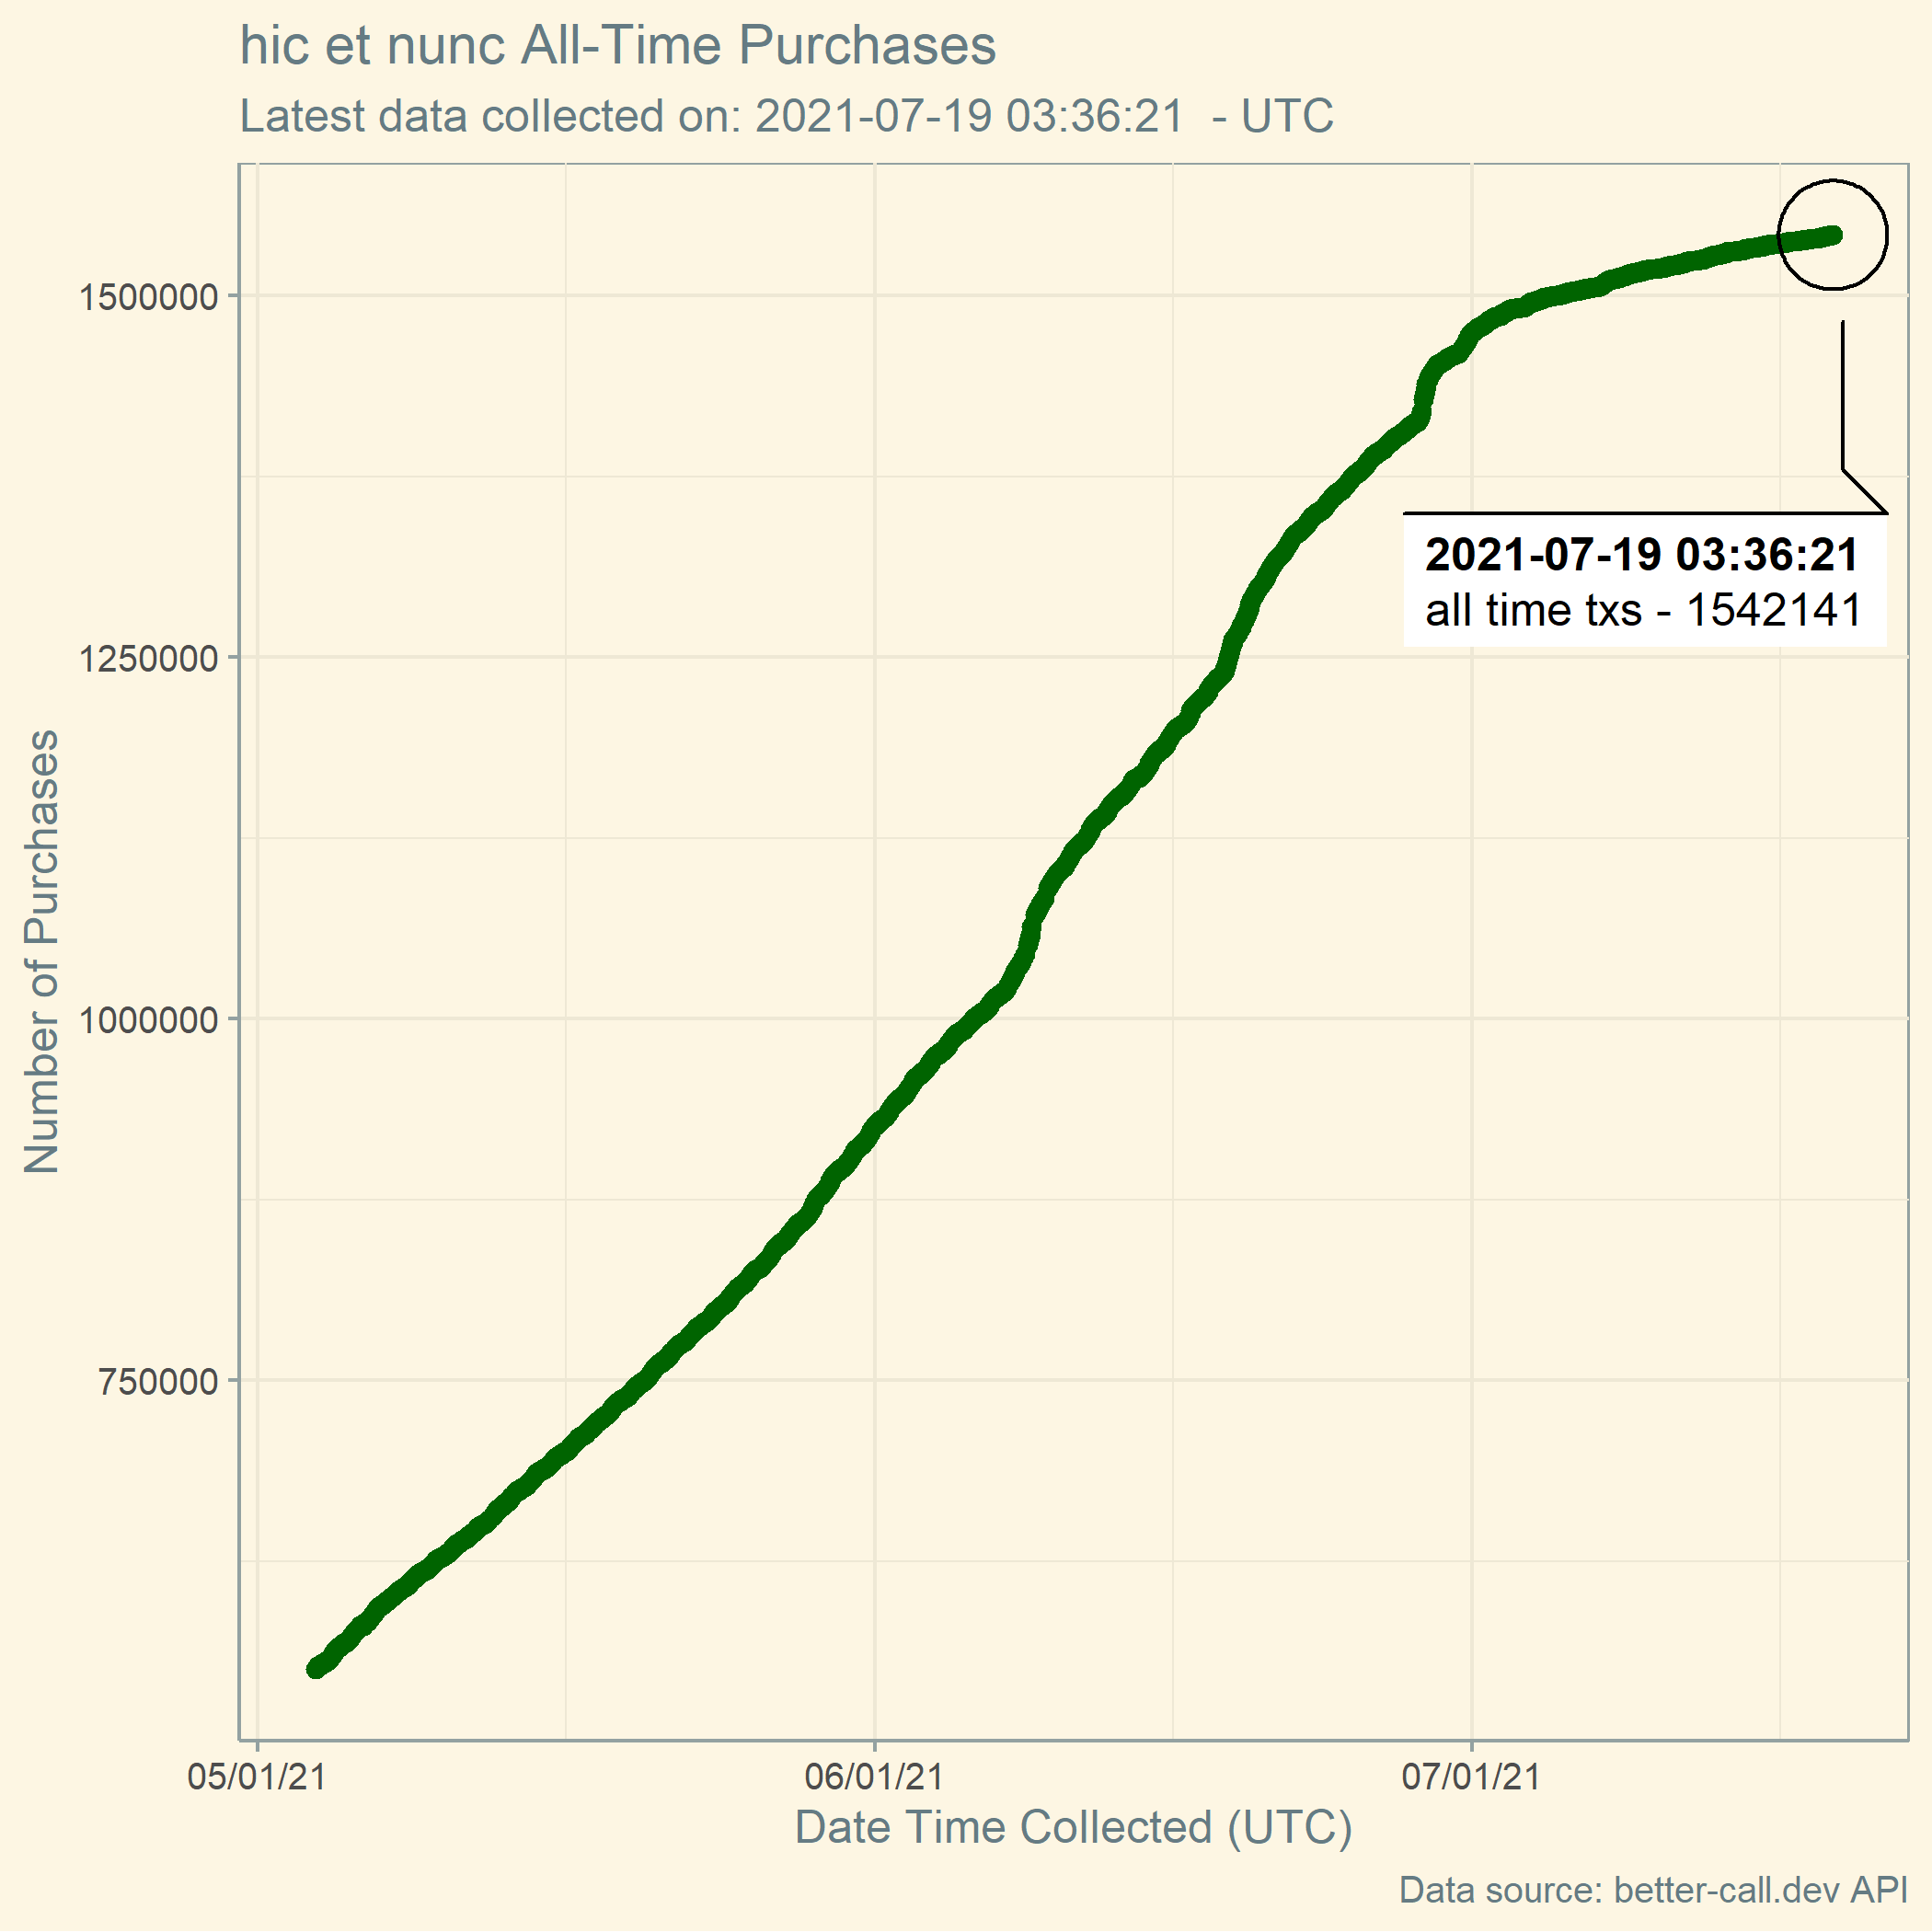 hic et nunc All-Time Purchases
Latest data collected on: 2021-07-19 03:36:21  - UTC
1500000
1250000
1000000
750000
Number of Purchases
2021-07-19 03:36:21
all time txs - 1542141
05/01/21
06/01/21
07/01/21
Date Time Collected (UTC)
Data source: better-call.dev API